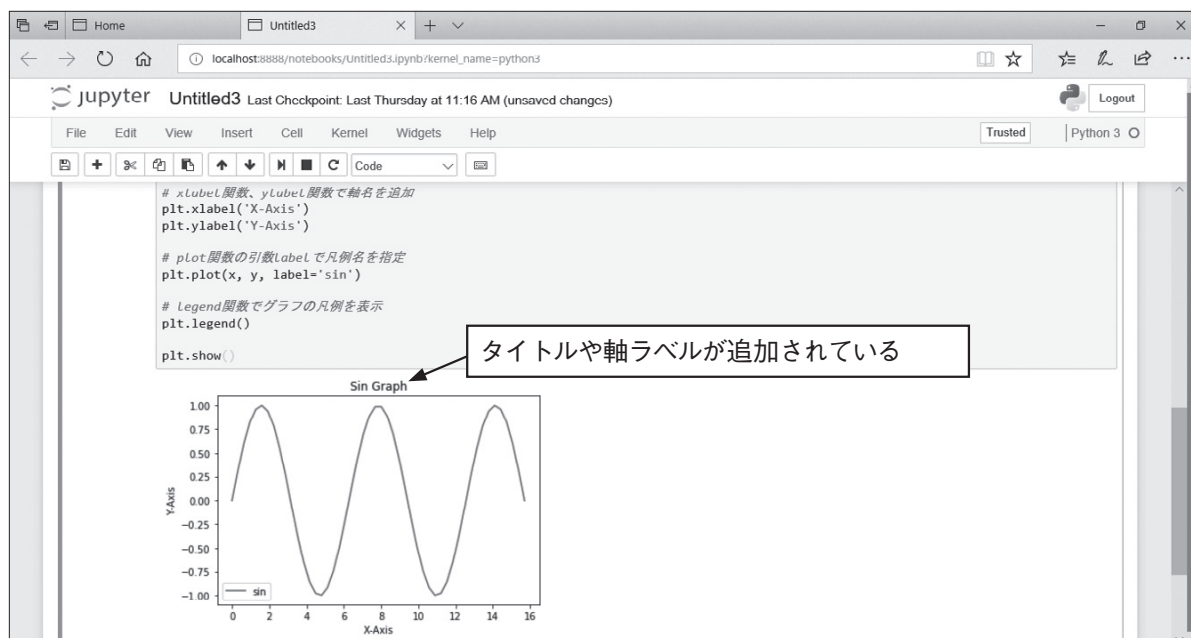 Home
Untitled3
localhost:8888/notebooks/Untitled3.ipynb?kernel_name=python3
jupyter Untitled3 Last Checkpoint: Last Thursday at 11:16 AM (unsaved changes)
Logout
File Edit View Insert Cell Kernel Widgets Help
Trusted Python 3
Code
# xlabel関数、ylabel関数で軸名を追加
plt.xlabel('X-Axis')
plt.ylabel('Y-Axis')
# plot関数の引数labelで凡例名を指定
plt.plot(x, y, label='sin')
# legend関数でグラフの凡例を表示
plt.legend()
plt.show()
タイトルや軸ラベルが追加されている
Sin Graph
1.00
0.75
0.50
0.25
0.00
−0.25
−0.50
−0.75
−1.00
Y-Axis
sin
0 2 4 6 8 10 12 14 16
X-Axis